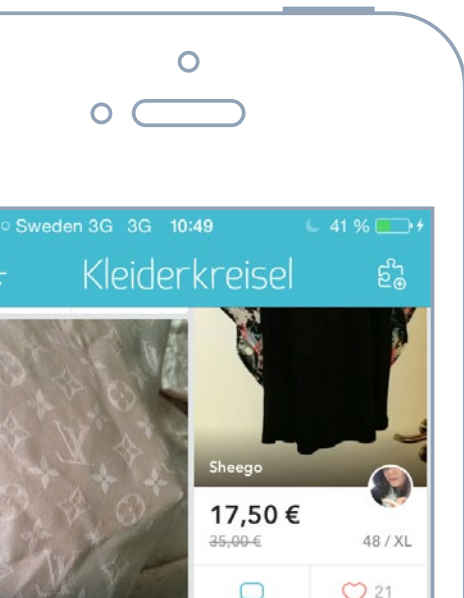 Sweden 3G 3G 10:49 41 %
Kleiderkreisel
Sheego
17,50 €
35,00 €
48 / XL
21